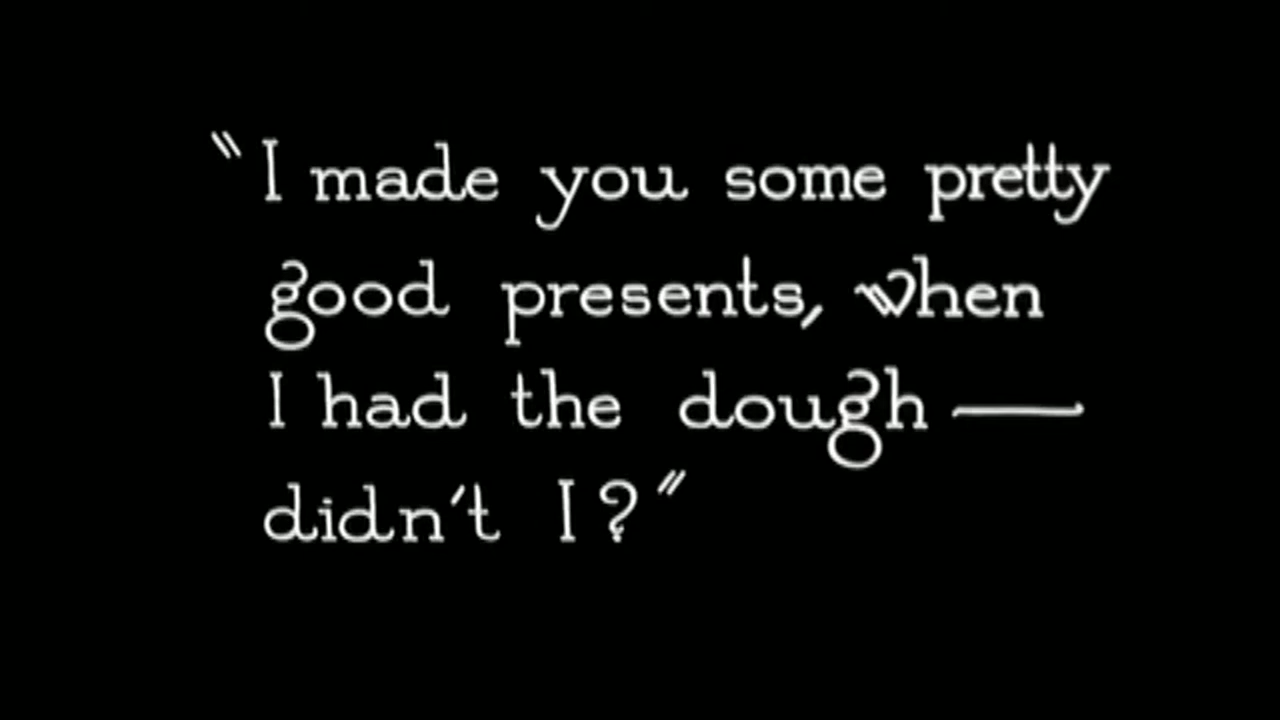 "I made you some pretty
good presents, when
I had the dough —
didn't I?"